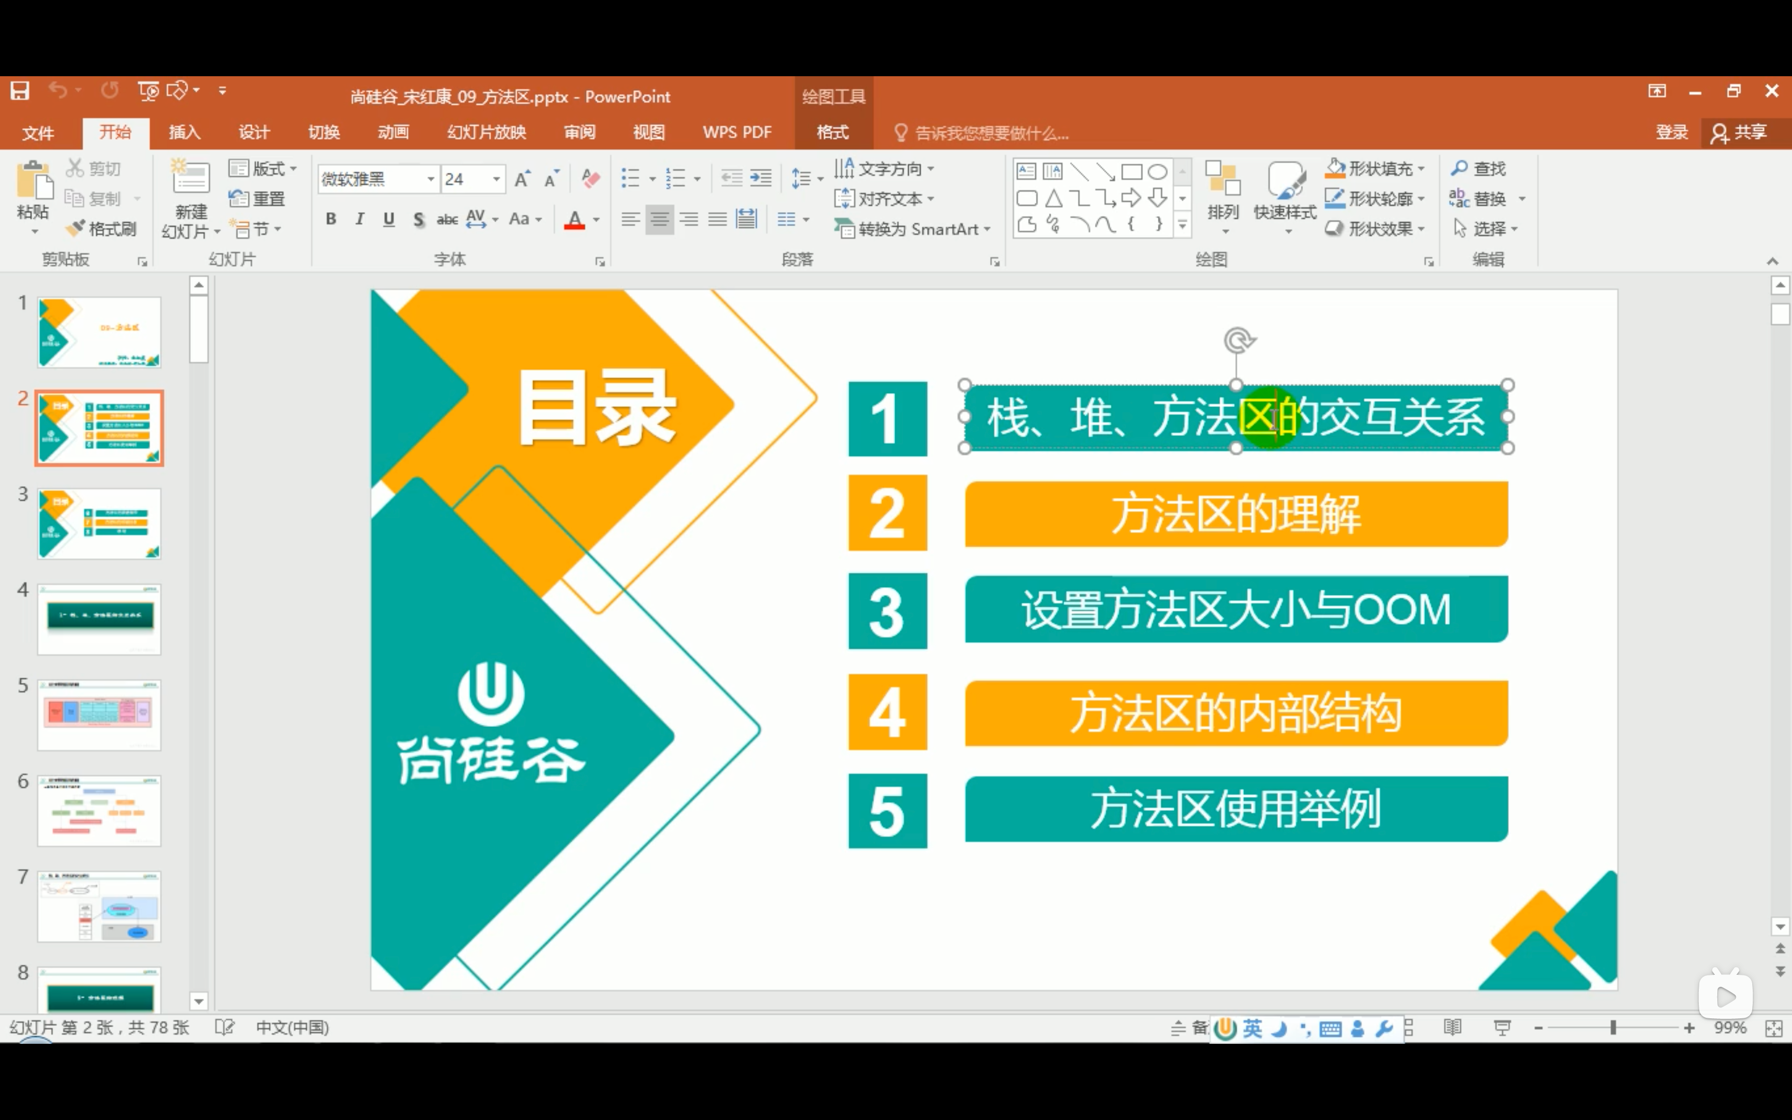 尚硅谷_宋红康_09_方法区.pptx - PowerPoint
绘图工具
文件 开始 插入 设计 切换 动画 幻灯片放映 审阅 视图 WPS PDF 格式 告诉我您想要做什么... 登录 共享
粘贴 剪切 复制 格式刷
剪贴板
新建幻灯片 版式 重置 节
幻灯片
微软雅黑 24
B I U S abc AV Aa A
字体
文字方向
对齐文本
转换为 SmartArt
段落
排列 快速样式
形状填充
形状轮廓
形状效果
绘图
查找
替换
选择
编辑
1
2
3
4
5
6
7
8
目录
尚硅谷
1 栈、堆、方法区的交互关系
2 方法区的理解
3 设置方法区大小与OOM
4 方法区的内部结构
5 方法区使用举例
幻灯片 第 2 张，共 78 张 中文(中国)
英
99%